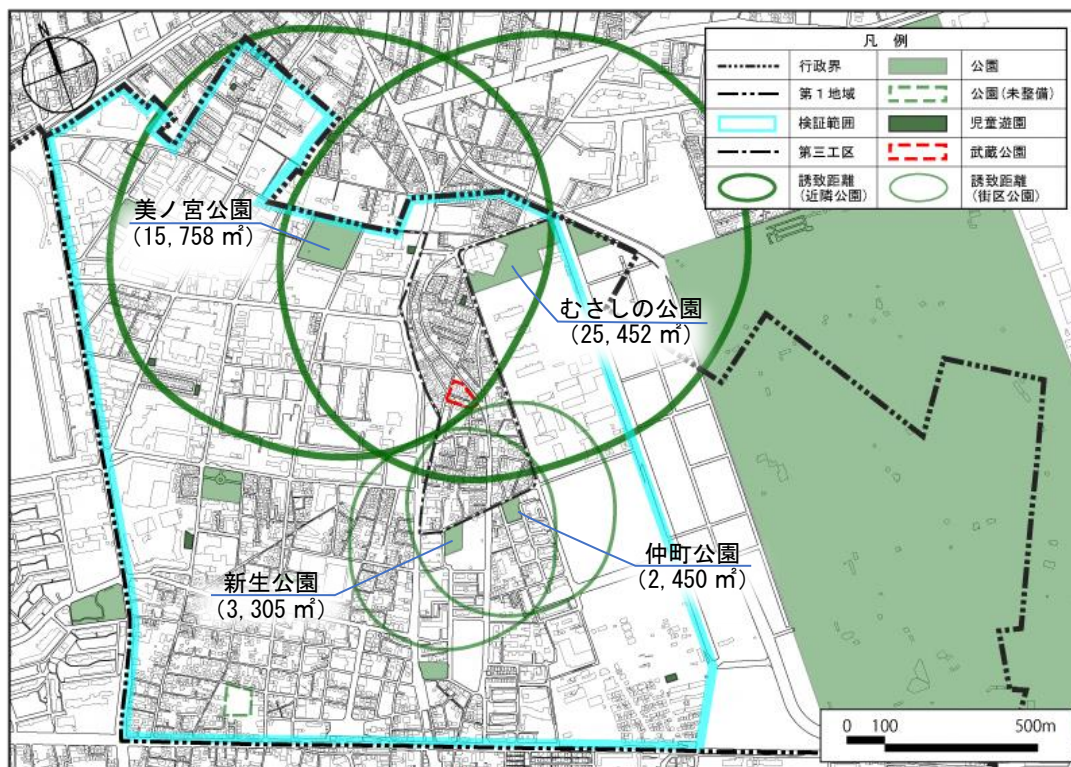 N
凡 例
行政界
公園
第1地域
公園(未整備)
検証範囲
児童遊園
第三工区
武蔵公園
誘致距離
(近隣公園)
誘致距離
(街区公園)
美ノ宮公園
(15,758 ㎡)
むさしの公園
(25,452 ㎡)
新生公園
(3,305 ㎡)
仲町公園
(2,450 ㎡)
0 100 500m